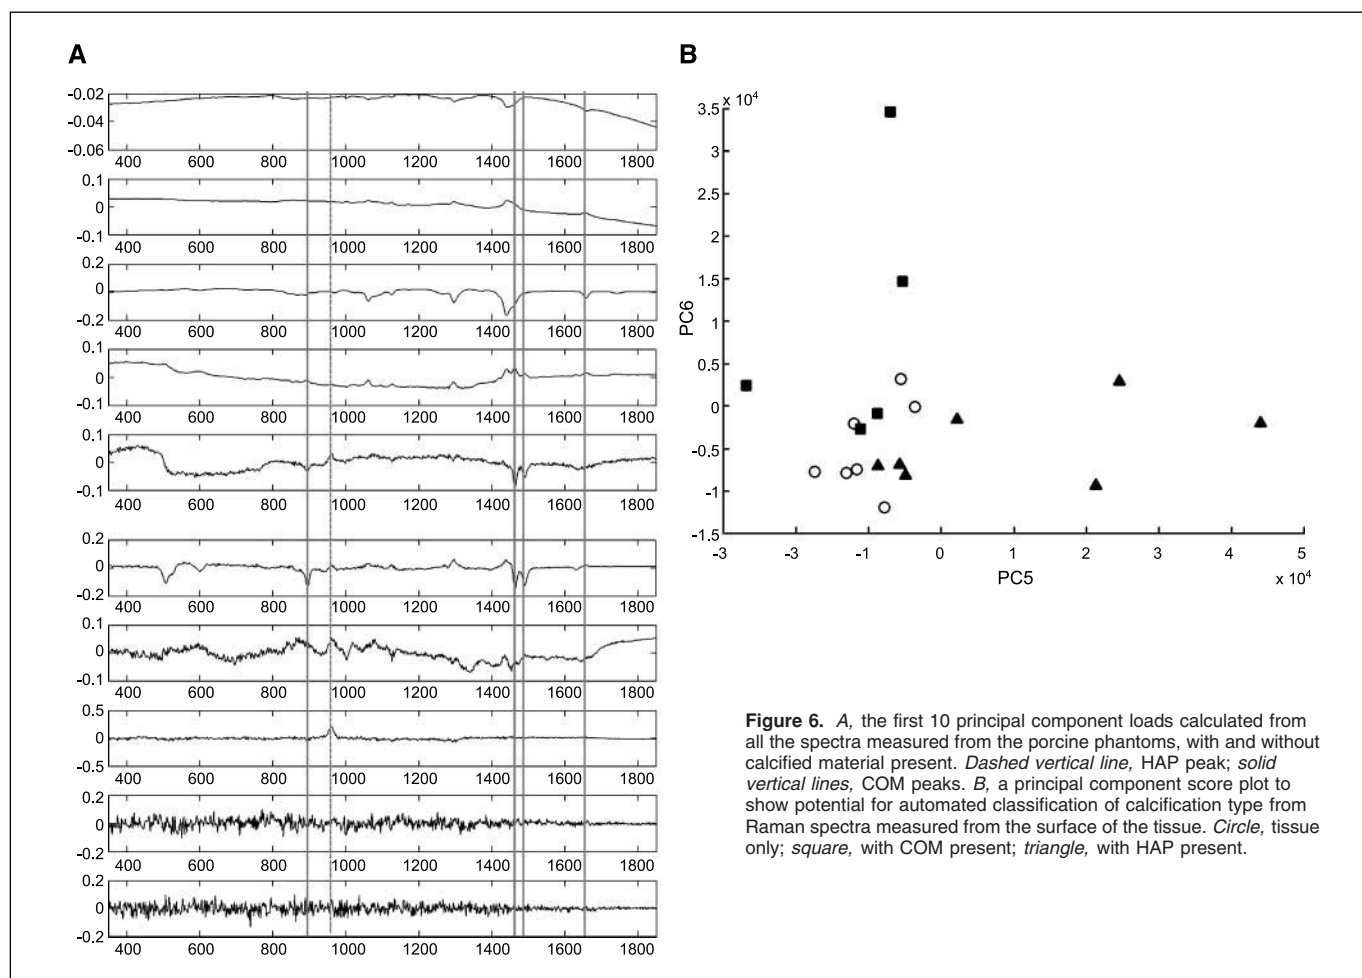 A
-0.02
-0.04
-0.06
400 600 800 1000 1200 1400 1600 1800
0.1
0
-0.1
400 600 800 1000 1200 1400 1600 1800
0.2
0
-0.2
400 600 800 1000 1200 1400 1600 1800
0.1
0
-0.1
400 600 800 1000 1200 1400 1600 1800
0.1
0
-0.1
400 600 800 1000 1200 1400 1600 1800
0.2
0
-0.2
400 600 800 1000 1200 1400 1600 1800
0.1
0
-0.1
400 600 800 1000 1200 1400 1600 1800
0.5
0
-0.5
400 600 800 1000 1200 1400 1600 1800
0.2
0
-0.2
400 600 800 1000 1200 1400 1600 1800
0.2
0
-0.2
400 600 800 1000 1200 1400 1600 1800
B
x 10⁴
3.5
3
2.5
2
1.5
1
0.5
0
-0.5
-1
-1.5
PC6
-3 -3 -1 0 1 2 3 4 5
PC5
x 10⁴
Figure 6. A, the first 10 principal component loads calculated from
all the spectra measured from the porcine phantoms, with and without
calcified material present. Dashed vertical line, HAP peak; solid
vertical lines, COM peaks. B, a principal component score plot to
show potential for automated classification of calcification type from
Raman spectra measured from the surface of the tissue. Circle, tissue
only; square, with COM present; triangle, with HAP present.